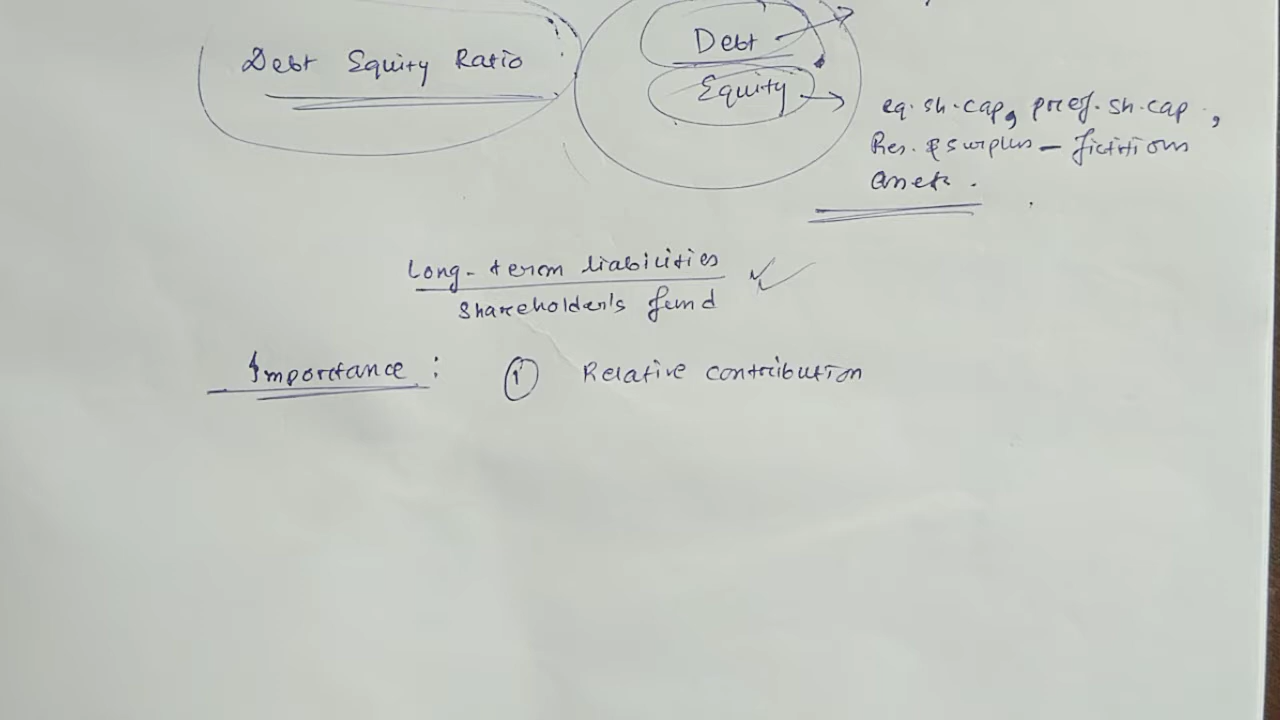 Debt Equity Ratio
Debt
Equity
eq. sh. cap, pref. sh. cap,
Res. & surplus - fictitiom
assets.
Long-term liabilities
Shareholder's fund
Importance : 1 Relative contribution